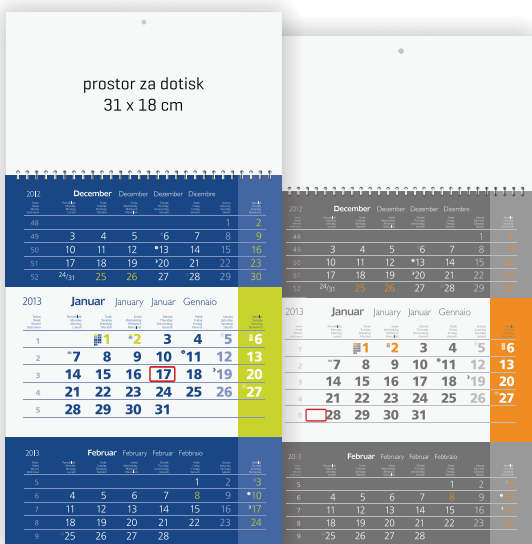 prostor za dotisk
31 x 18 cm
2012 December December Dezember Dicembre
48 1 2
49 3 4 5 6 7 8 9
50 10 11 12 13 14 15 16
51 17 18 19 20 21 22 23
52 24/31 25 26 27 28 29 30
2013 Januar January Januar Gennaio
1 1 2 3 4 5 6
2 7 8 9 10 11 12 13
3 14 15 16 17 18 19 20
4 21 22 23 24 25 26 27
5 28 29 30 31
2013 Februar February Februar Febbraio
5 1 2 3
6 4 5 6 7 8 9 10
7 11 12 13 14 15 16 17
8 18 19 20 21 22 23 24
9 25 26 27 28
2012 December December Dezember Dicembre
48 1
49 3 4 5 6 7 8
50 10 11 12 13 14 15
51 17 18 19 20 21 22
52 24/31 25 26 27 28 29
2013 Januar January Januar Gennaio
1 1 2 3 4 5 6
2 7 8 9 10 11 12 13
3 14 15 16 17 18 19 20
4 21 22 23 24 25 26 27
5 28 29 30 31
2013 Februar February Februar Febbraio
5 1 2
6 4 5 6 7 8 9 10
7 11 12 13 14 15 16 17
8 18 19 20 21 22 23 24
9 25 26 27 28